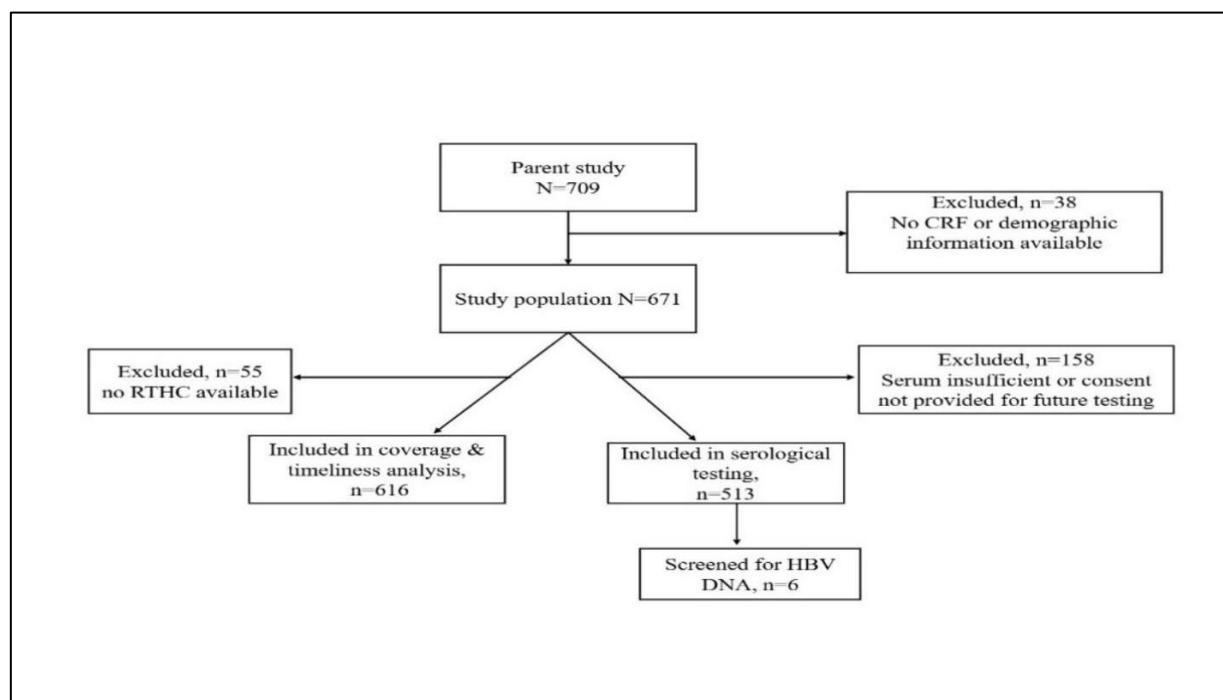 Parent study
N=709
Excluded, n=38
No CRF or demographic
information available
Study population N=671
Excluded, n=55
no RTHC available
Excluded, n=158
Serum insufficient or consent
not provided for future testing
Included in coverage &
timeliness analysis,
n=616
Included in serological
testing,
n=513
Screened for HBV
DNA, n=6